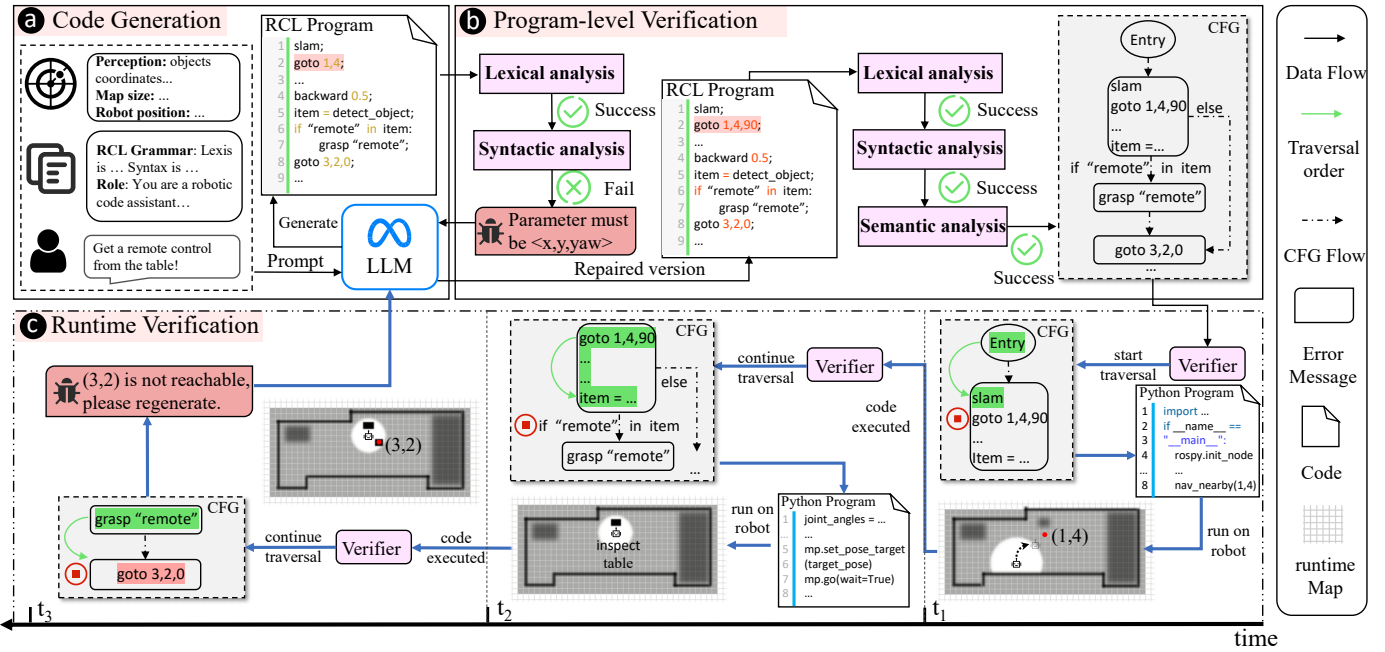 a Code Generation
Perception: objects
coordinates...
Map size: ...
Robot position: ...
RCL Grammar: Lexis
is ... Syntax is ...
Role: You are a robotic
code assistant...
Get a remote control
from the table!
RCL Program
1 slam;
2 goto 1,4;
3 ...
4 backward 0.5;
5 item = detect_object;
6 if “remote” in item:
7 grasp “remote”;
8 goto 3,2,0;
9 ...
Generate
Prompt
LLM
b Program-level Verification
Lexical analysis
Success
Syntactic analysis
Fail
Parameter must
be <x,y,yaw>
Repaired version
RCL Program
1 slam;
2 goto 1,4,90;
3 ...
4 backward 0.5;
5 item = detect_object;
6 if “remote” in item:
7 grasp “remote”;
8 goto 3,2,0;
9 ...
Lexical analysis
Success
Syntactic analysis
Success
Semantic analysis
Success
CFG
Entry
slam
goto 1,4,90
...
item =...
else
if “remote” in item
grasp “remote”
goto 3,2,0
...
Data Flow
Traversal
order
CFG Flow
Error
Message
Code
runtime
Map
c Runtime Verification
(3,2) is not reachable,
please regenerate.
(3,2)
CFG
grasp “remote”
goto 3,2,0
continue
traversal
Verifier
code
executed
CFG
goto 1,4,90
...
...
item = ...
else
if “remote” in item
grasp “remote”
...
continue
traversal
Verifier
code
executed
inspect
table
run on
robot
Python Program
1 joint_angles = ...
... ...
5 mp.set_pose_target
6 (target_pose)
7 mp.go(wait=True)
8 ...
CFG
Entry
slam
goto 1,4,90
...
Item = ...
start
traversal
Verifier
Python Program
1 import ...
2 if __name__ ==
3 "__main__":
4 rospy.init_node
... ...
8 nav_nearby(1,4)
run on
robot
(1,4)
t3
t2
t1
time